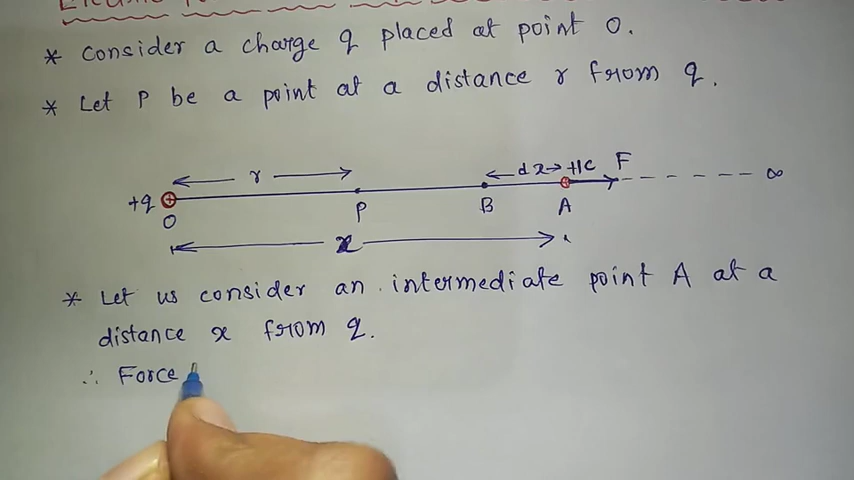 * Consider a charge q placed at point O.
* Let P be a point at a distance r from q.
r dx +1C F
+q ∞
O P B A
x
* Let us consider an intermediate point A at a
distance x from q.
∴ Force